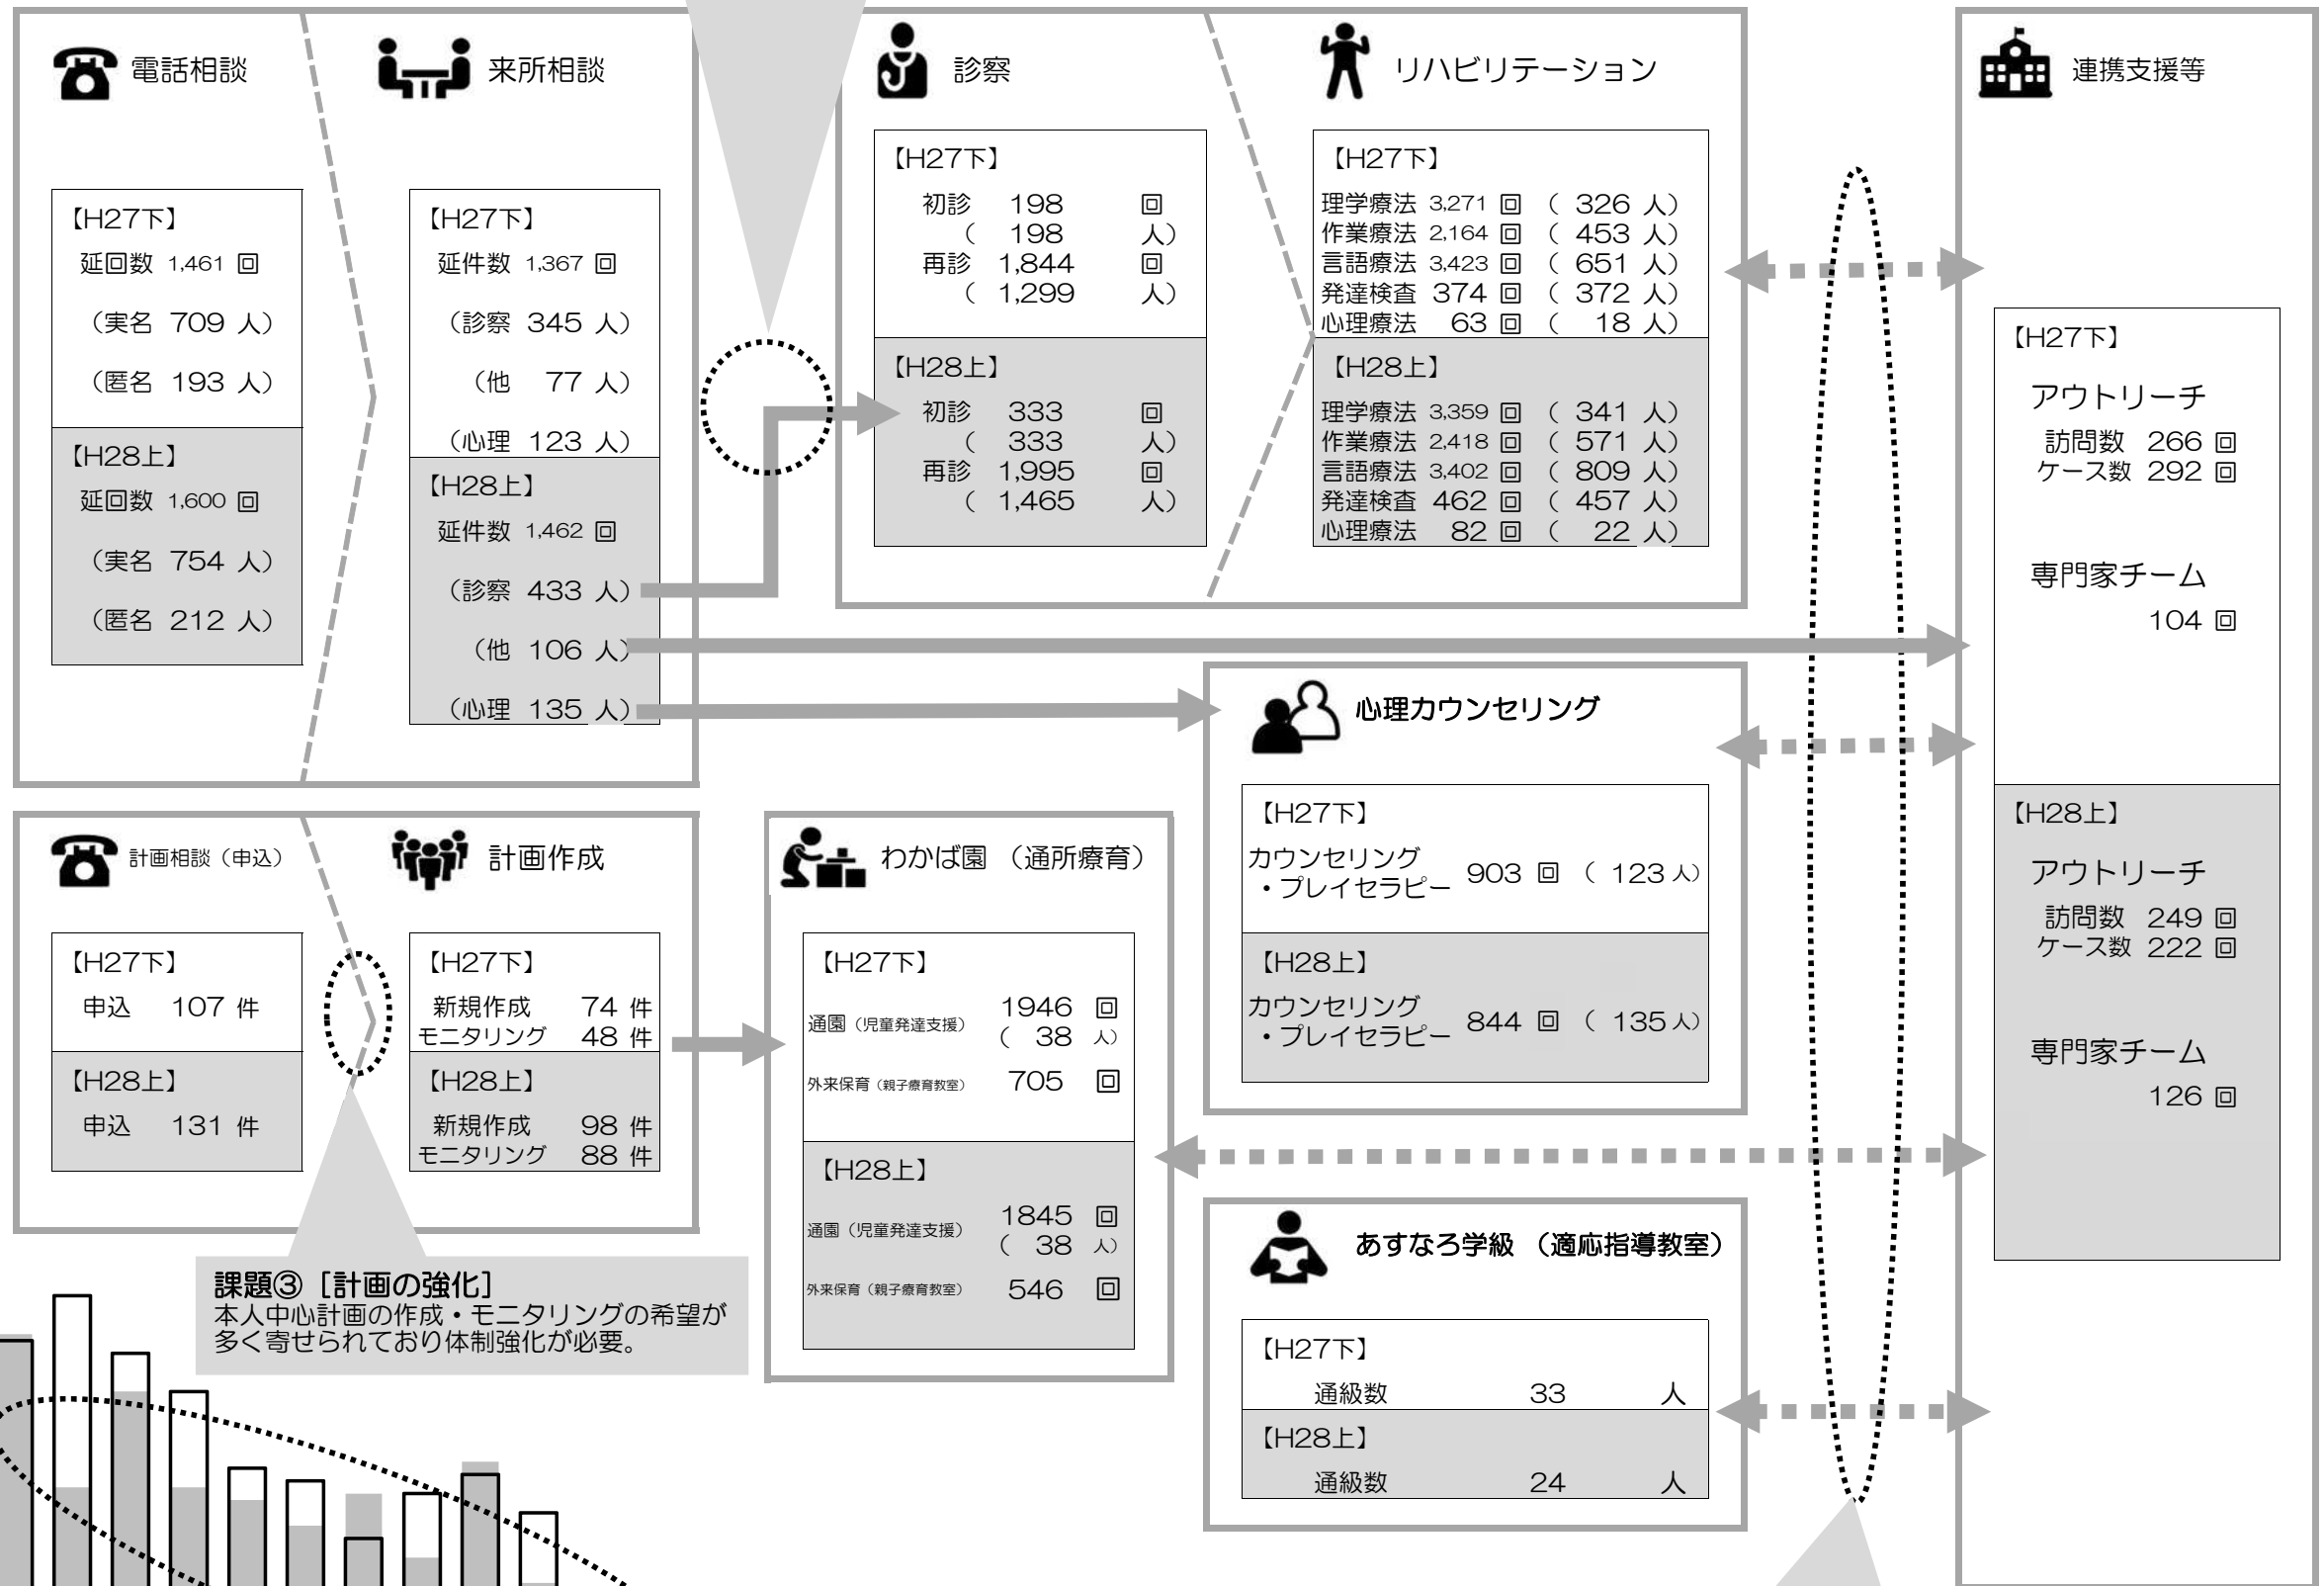 電話相談
来所相談
【H27下】
延回数 1,461 回
（実名 709 人）
（匿名 193 人）
【H28上】
延回数 1,600 回
（実名 754 人）
（匿名 212 人）
【H27下】
延件数 1,367 回
（診察 345 人）
（他 77 人）
（心理 123 人）
【H28上】
延件数 1,462 回
（診察 433 人）
（他 106 人）
（心理 135 人）
診察
リハビリテーション
【H27下】
初診 198 回
（ 198 人）
再診 1,844 回
（ 1,299 人）
【H28上】
初診 333 回
（ 333 人）
再診 1,995 回
（ 1,465 人）
【H27下】
理学療法 3,271 回 （ 326 人）
作業療法 2,164 回 （ 453 人）
言語療法 3,423 回 （ 651 人）
発達検査 374 回 （ 372 人）
心理療法 63 回 （ 18 人）
【H28上】
理学療法 3,359 回 （ 341 人）
作業療法 2,418 回 （ 571 人）
言語療法 3,402 回 （ 809 人）
発達検査 462 回 （ 457 人）
心理療法 82 回 （ 22 人）
連携支援等
【H27下】
アウトリーチ
訪問数 266 回
ケース数 292 回
専門家チーム
104 回
【H28上】
アウトリーチ
訪問数 249 回
ケース数 222 回
専門家チーム
126 回
心理カウンセリング
【H27下】
カウンセリング
・プレイセラピー 903 回 （ 123 人）
【H28上】
カウンセリング
・プレイセラピー 844 回 （ 135 人）
計画相談（申込）
計画作成
【H27下】
申込 107 件
【H28上】
申込 131 件
【H27下】
新規作成 74 件
モニタリング 48 件
【H28上】
新規作成 98 件
モニタリング 88 件
わかば園 （通所療育）
【H27下】
通園（児童発達支援） 1946 回
（ 38 人）
外来保育（親子療育教室） 705 回
【H28上】
通園（児童発達支援） 1845 回
（ 38 人）
外来保育（親子療育教室） 546 回
あすなろ学級 （適応指導教室）
【H27下】
通級数 33 人
【H28上】
通級数 24 人
課題③［計画の強化］
本人中心計画の作成・モニタリングの希望が
多く寄せられており体制強化が必要。